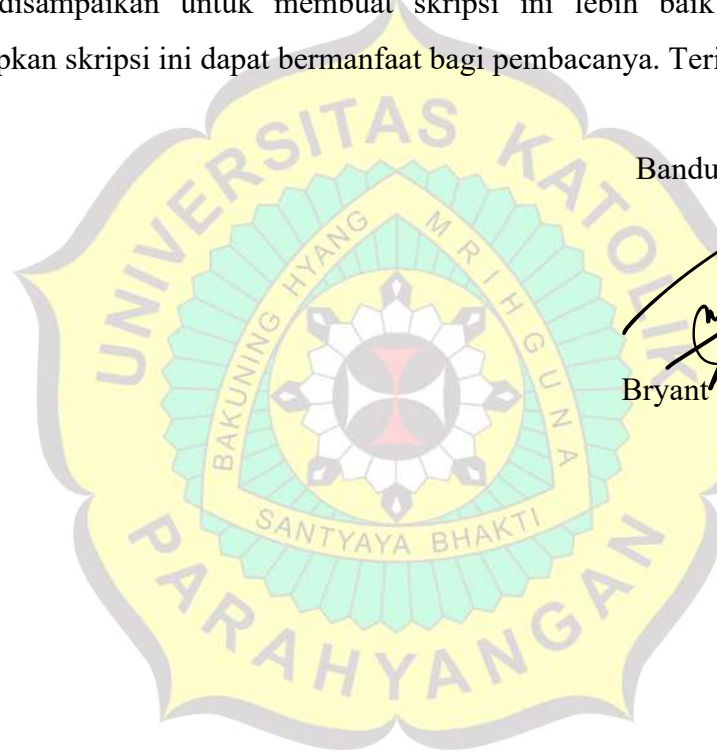 disampaikan untuk membuat skripsi ini lebih baik
pkan skripsi ini dapat bermanfaat bagi pembacanya. Teri
Bandu
Bryant
UNIVERSITAS KATOLIK
PARAHYANGAN
BAKUNING HYANG MRIHGUNA
SANTYAYA BHAKTI